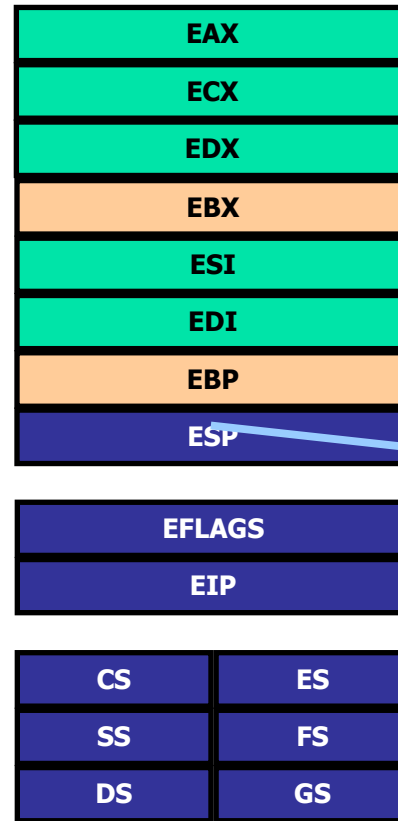 EAX
ECX
EDX
EBX
ESI
EDI
EBP
ESP
EFLAGS
EIP
CS ES
SS FS
DS GS